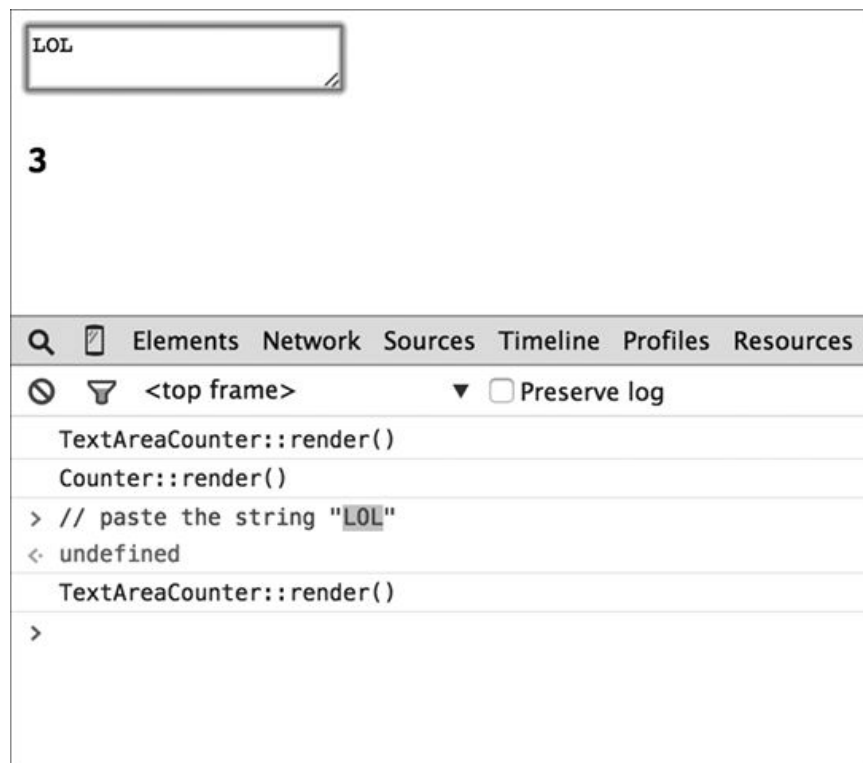 LOL
3
Elements Network Sources Timeline Profiles Resources
<top frame> ▼ Preserve log
TextAreaCounter::render()
Counter::render()
> // paste the string "LOL"
<· undefined
TextAreaCounter::render()
>